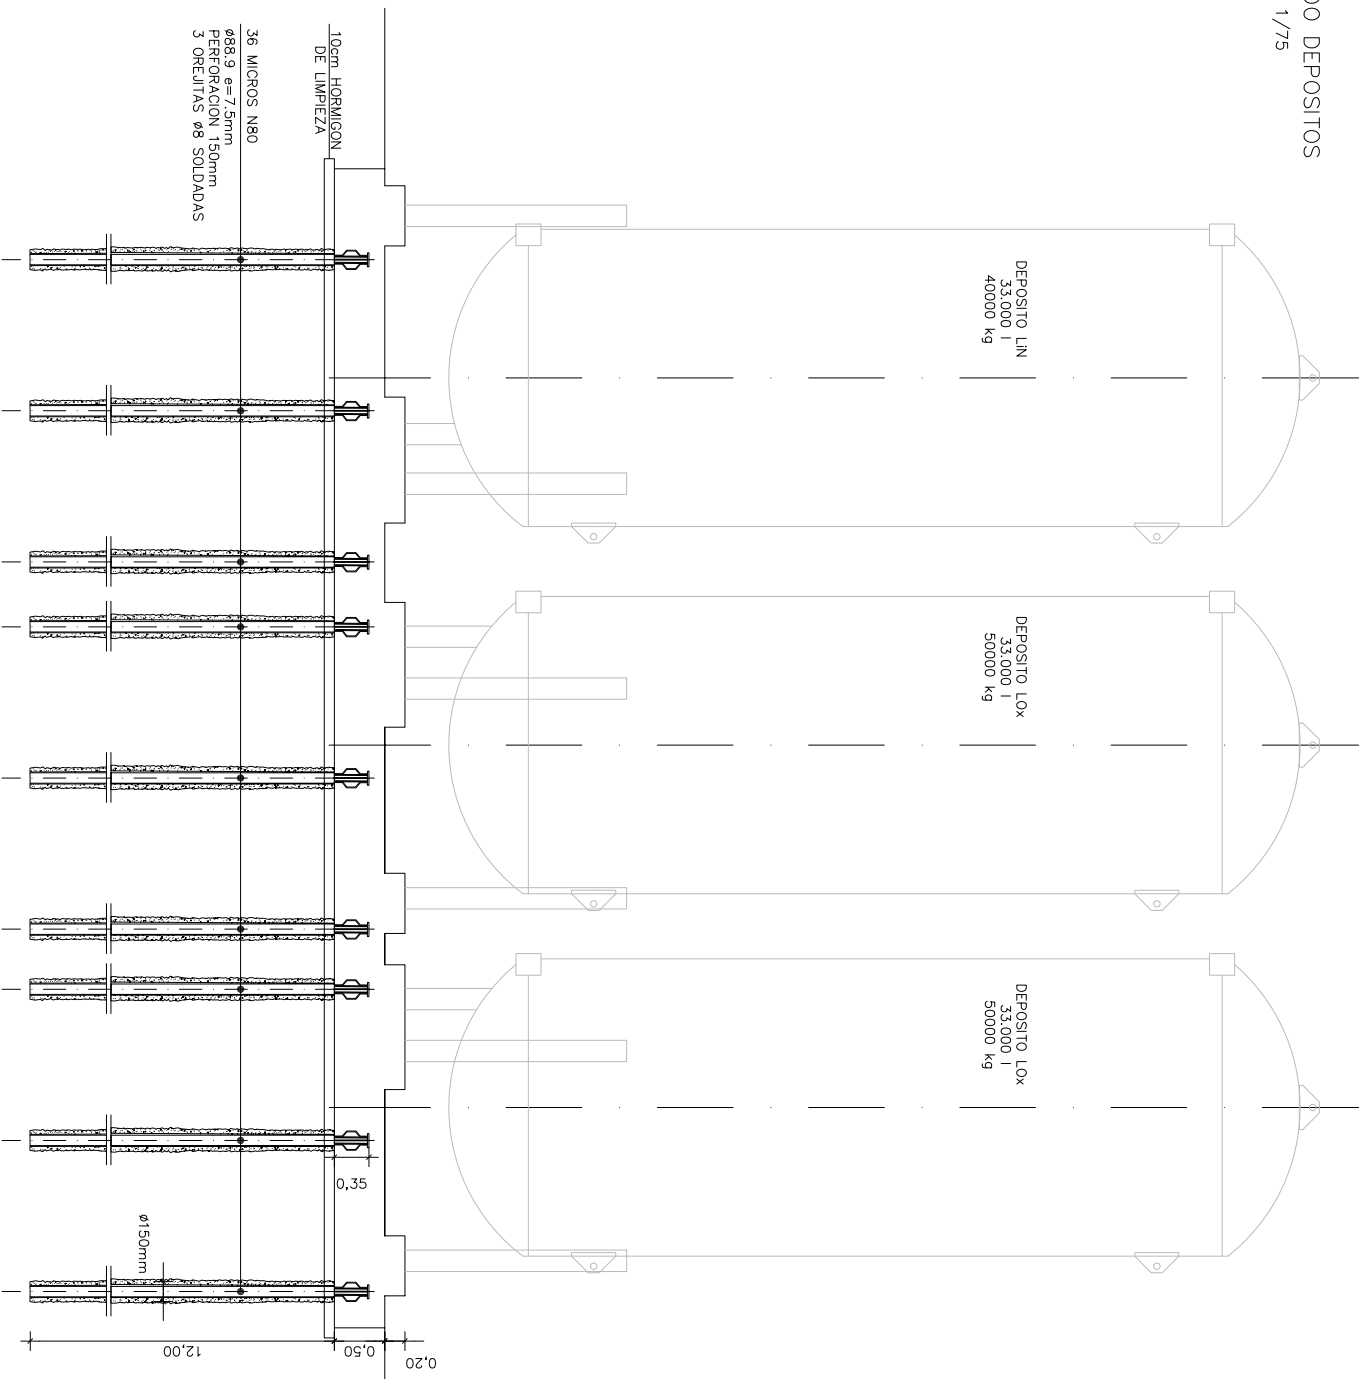 OO DEPOSITOS
1/75
DEPOSITO LiN
33.000 l
40000 kg
DEPOSITO LOx
33.000 l
50000 kg
DEPOSITO LOx
33.000 l
50000 kg
10cm HORMIGON
DE LIMPIEZA
36 MICROS N80
ø88.9 e=7.5mm
PERFORACION 150mm
3 OREJITAS ø8 SOLDADAS
0,35
ø150mm
0,20
0,50
12,00